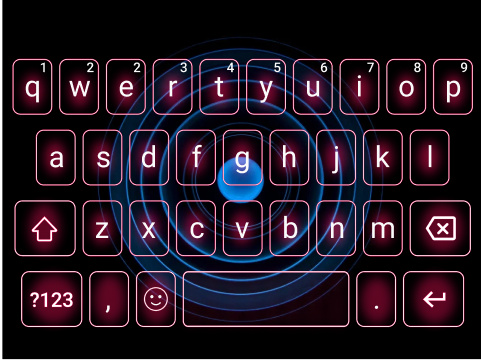 1 2 2 3 4 5 6 7 8 9
q w e r t y u i o p
a s d f g h j k l
z x c v b n m
?123 , .